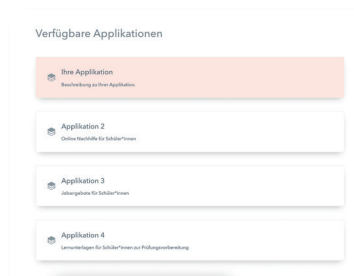 Verfügbare Applikationen
Ihre Applikation
Beschreibung zu Ihrer Applikation.
Applikation 2
Online Nachhilfe für Schüler*innen
Applikation 3
Jobangebote für Schüler*innen
Applikation 4
Lernunterlagen für Schüler*innen zur Prüfungsvorbereitung